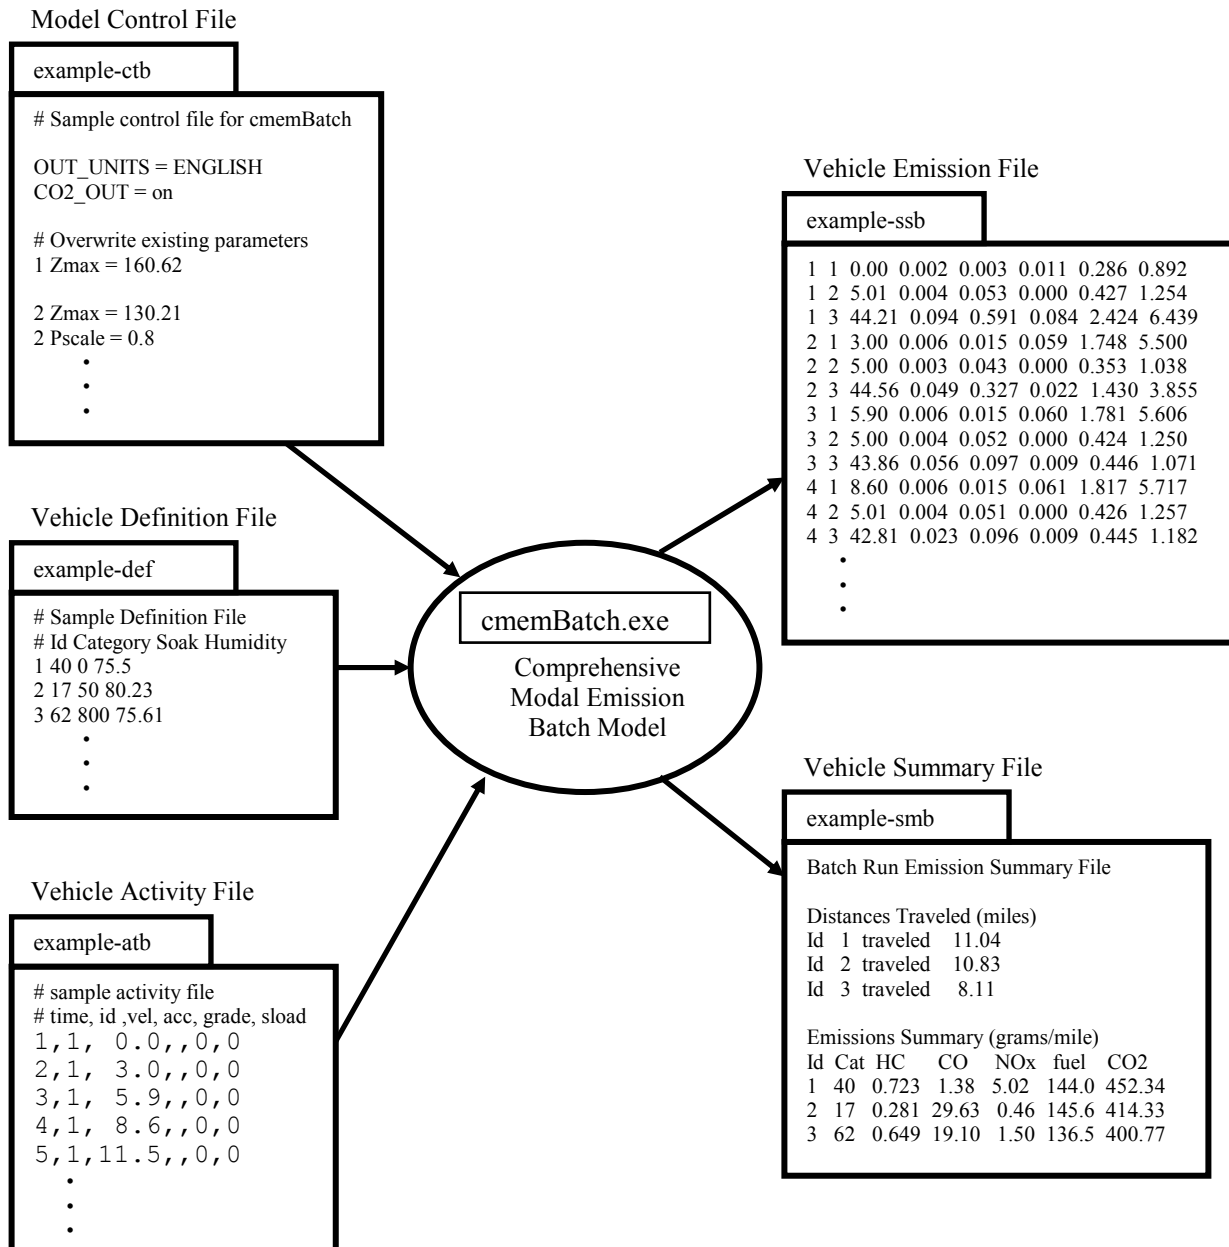 Model Control File
example-ctb
# Sample control file for cmemBatch
OUT_UNITS = ENGLISH
CO2_OUT = on
# Overwrite existing parameters
1 Zmax = 160.62
2 Zmax = 130.21
2 Pscale = 0.8
Vehicle Definition File
example-def
# Sample Definition File
# Id Category Soak Humidity
1 40 0 75.5
2 17 50 80.23
3 62 800 75.61
Vehicle Activity File
example-atb
# sample activity file
# time, id ,vel, acc, grade, sload
1,1, 0.0,,0,0
2,1, 3.0,,0,0
3,1, 5.9,,0,0
4,1, 8.6,,0,0
5,1,11.5,,0,0
cmemBatch.exe
Comprehensive
Modal Emission
Batch Model
Vehicle Emission File
example-ssb
1 1 0.00 0.002 0.003 0.011 0.286 0.892
1 2 5.01 0.004 0.053 0.000 0.427 1.254
1 3 44.21 0.094 0.591 0.084 2.424 6.439
2 1 3.00 0.006 0.015 0.059 1.748 5.500
2 2 5.00 0.003 0.043 0.000 0.353 1.038
2 3 44.56 0.049 0.327 0.022 1.430 3.855
3 1 5.90 0.006 0.015 0.060 1.781 5.606
3 2 5.00 0.004 0.052 0.000 0.424 1.250
3 3 43.86 0.056 0.097 0.009 0.446 1.071
4 1 8.60 0.006 0.015 0.061 1.817 5.717
4 2 5.01 0.004 0.051 0.000 0.426 1.257
4 3 42.81 0.023 0.096 0.009 0.445 1.182
Vehicle Summary File
example-smb
Batch Run Emission Summary File
Distances Traveled (miles)
Id 1 traveled 11.04
Id 2 traveled 10.83
Id 3 traveled 8.11
Emissions Summary (grams/mile)
Id Cat HC CO NOx fuel CO2
1 40 0.723 1.38 5.02 144.0 452.34
2 17 0.281 29.63 0.46 145.6 414.33
3 62 0.649 19.10 1.50 136.5 400.77